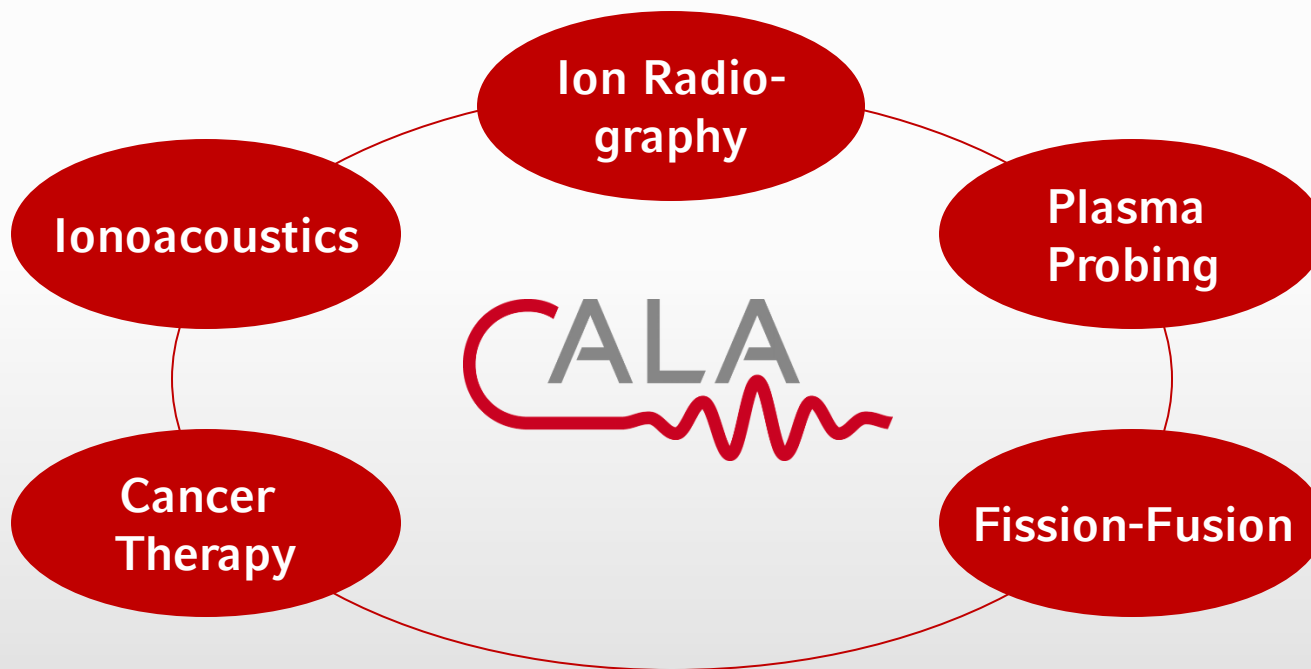 Ion Radio-
graphy
Ionoacoustics
Plasma
Probing
CALA
Cancer
Therapy
Fission-Fusion